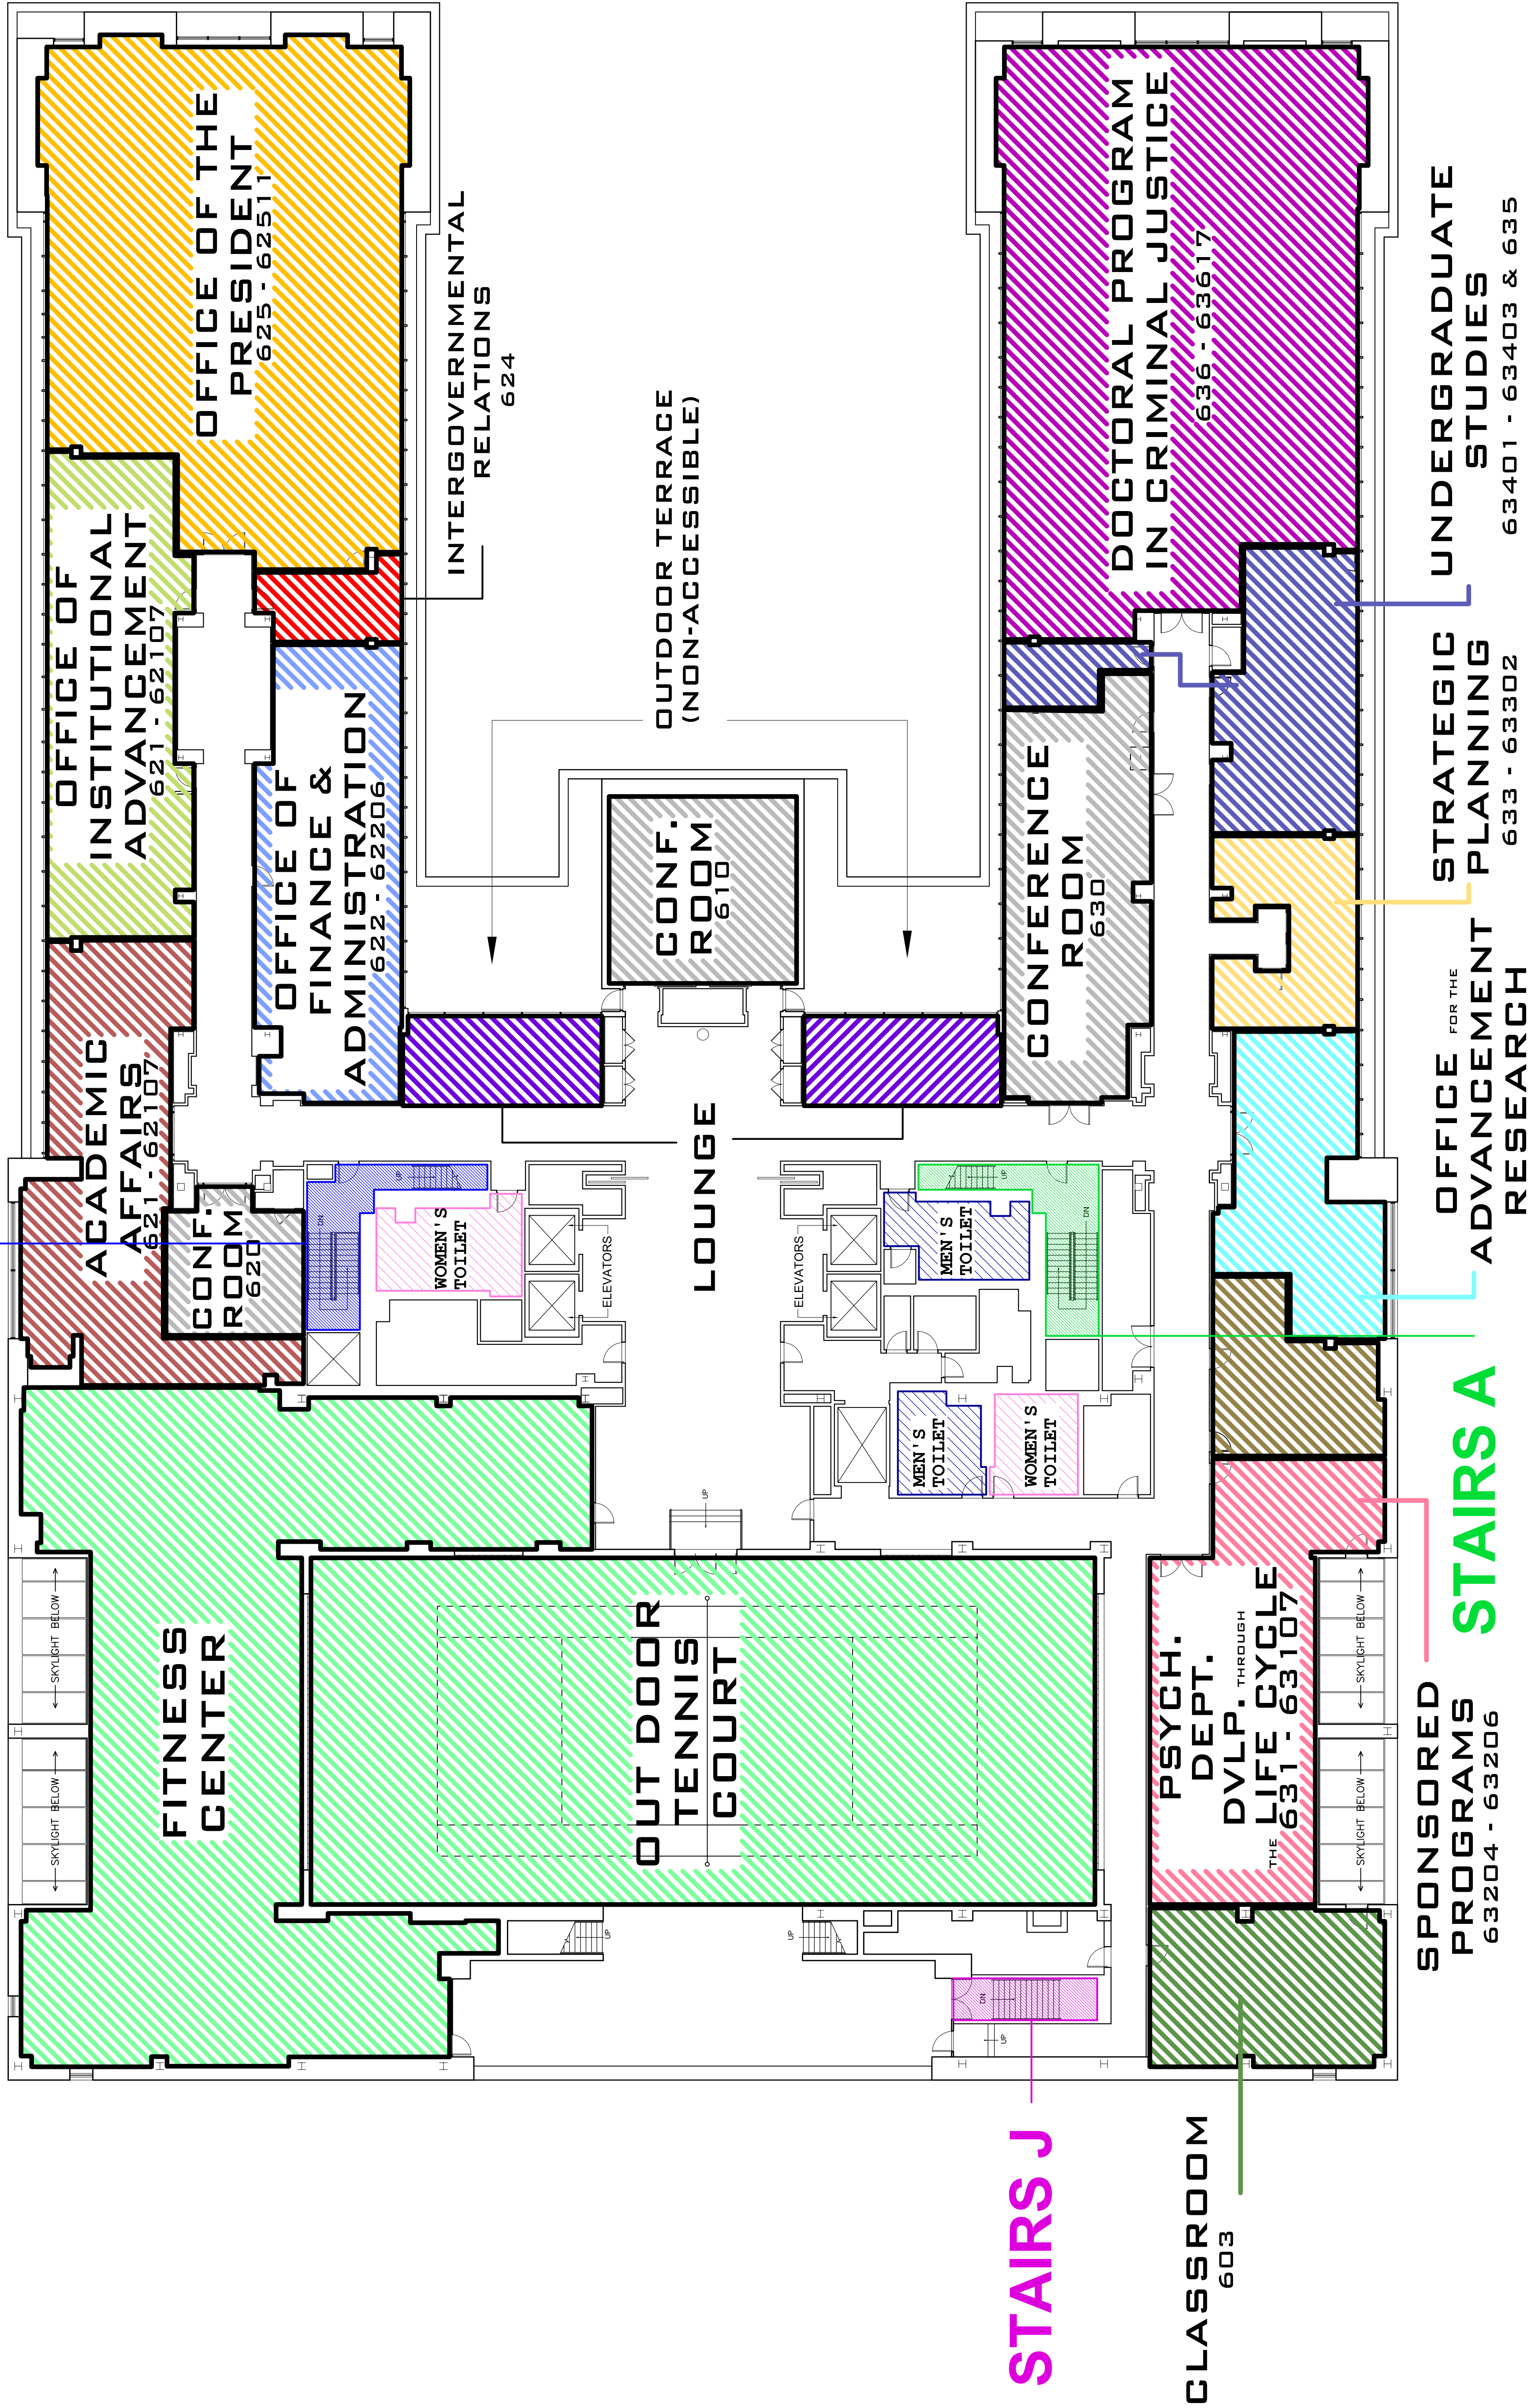 OFFICE OF THE
PRESIDENT
625 - 62511
OFFICE OF
INSTITUTIONAL
ADVANCEMENT
621 - 62107
INTERGOVERNMENTAL
RELATIONS
624
OFFICE OF
FINANCE &
ADMINISTRATION
622 - 62206
ACADEMIC
AFFAIRS
621 - 62107
CONF.
ROOM
620
FITNESS
CENTER
SKYLIGHT BELOW
SKYLIGHT BELOW
OUTDOOR TERRACE
(NON-ACCESSIBLE)
CONF.
ROOM
610
LOUNGE
ELEVATORS
ELEVATORS
WOMEN'S
TOILET
UP
DN
MEN'S
TOILET
UP
DN
MEN'S
TOILET
WOMEN'S
TOILET
UP
OUT DOOR
TENNIS
COURT
UP
UP
DN
UP
DOCTORAL PROGRAM
IN CRIMINAL JUSTICE
636 - 63617
CONFERENCE
ROOM
630
UNDERGRADUATE
STUDIES
63401 - 63403 & 635
STRATEGIC
PLANNING
633 - 63302
OFFICE FOR THE
ADVANCEMENT
RESEARCH
STAIRS A
PSYCH.
DEPT.
DVLP. THROUGH
THE LIFE CYCLE
631 - 63107
SKYLIGHT BELOW
SKYLIGHT BELOW
SPONSORED
PROGRAMS
63204 - 63206
STAIRS J
CLASSROOM
603